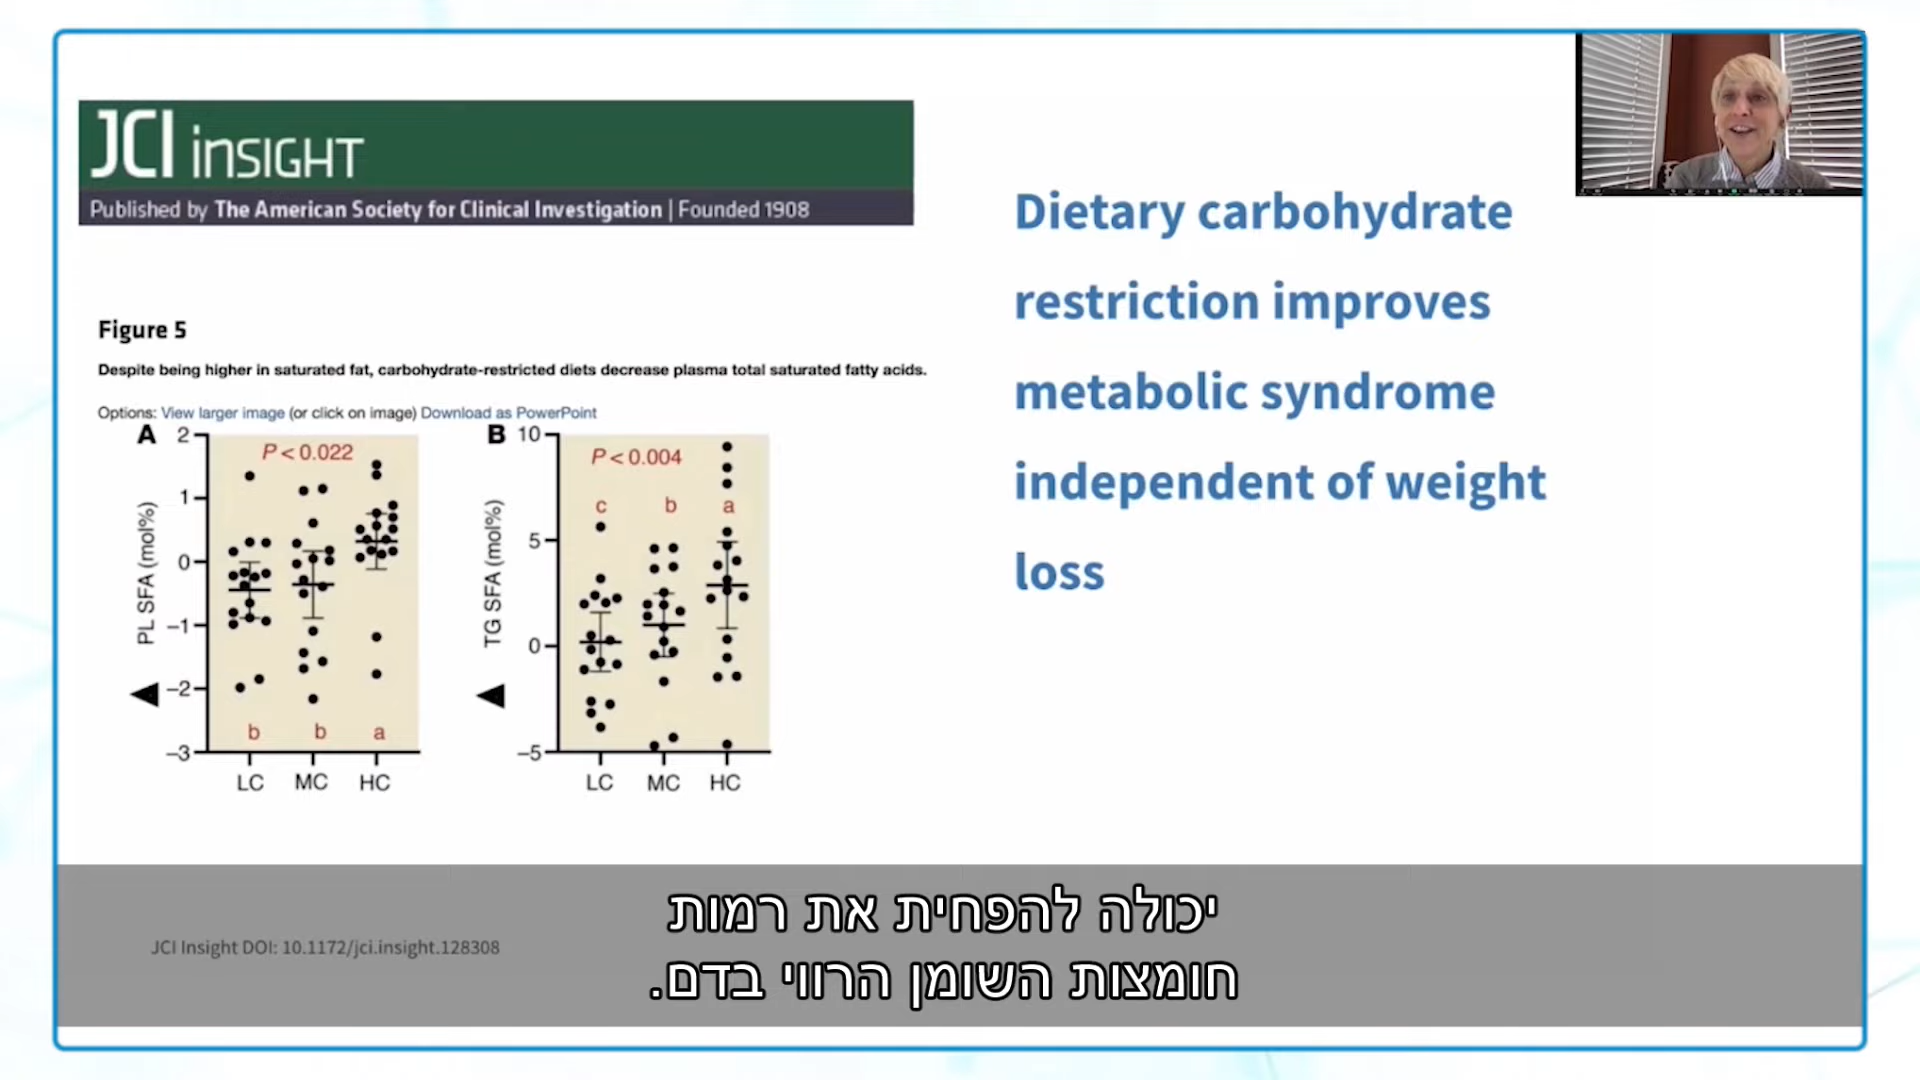 JCI inSIGHT
Published by The American Society for Clinical Investigation | Founded 1908
Dietary carbohydrate
restriction improves
metabolic syndrome
independent of weight
loss
Figure 5
Despite being higher in saturated fat, carbohydrate-restricted diets decrease plasma total saturated fatty acids.
Options: View larger image (or click on image) Download as PowerPoint
A
P < 0.022
PL SFA (mol%)
2
1
0
–1
–2
–3
b b a
LC MC HC
B
P < 0.004
c b a
TG SFA (mol%)
10
5
0
–5
LC MC HC
יכולה להפחית את רמות
חומצות השומן הרווי בדם.
JCI Insight DOI: 10.1172/jci.insight.128308